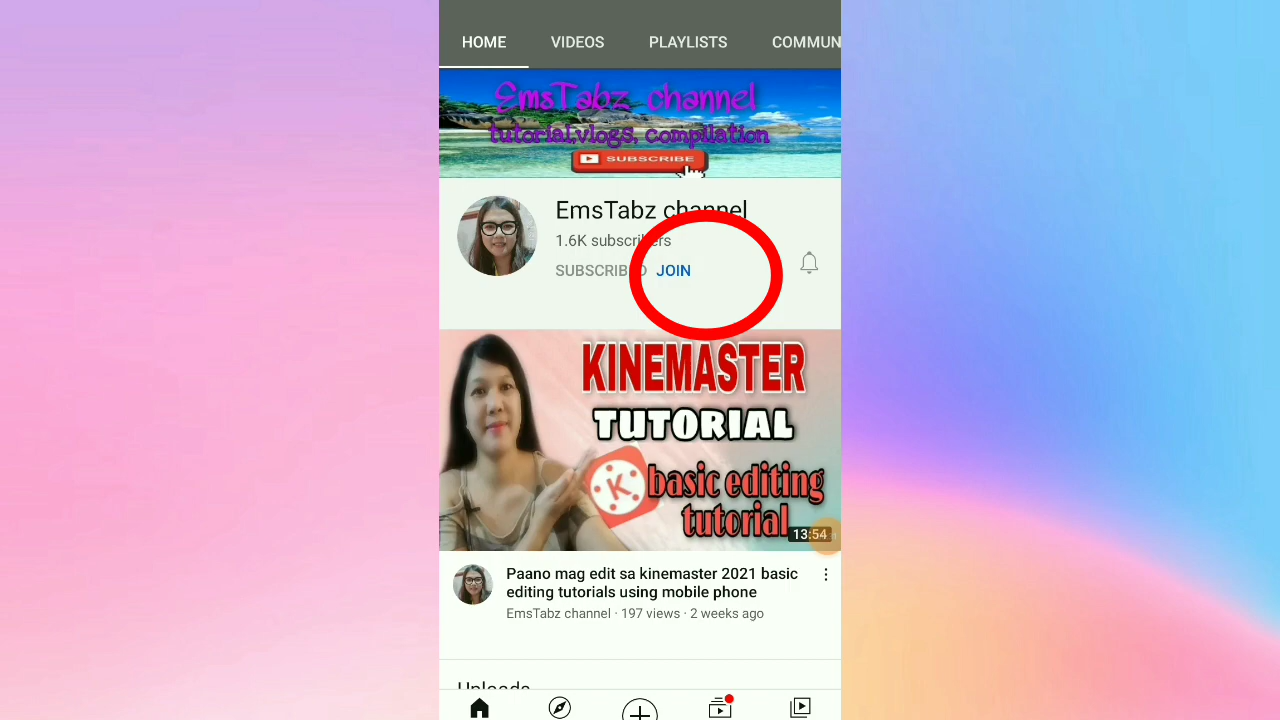 HOME VIDEOS PLAYLISTS COMMUN
EmsTabz channel
tutorial,vlogs, compilation
SUBSCRIBE
EmsTabz channel
1.6K subscribers
SUBSCRIBED JOIN
KINEMASTER
TUTORIAL
K basic editing
tutorial
13:54
Paano mag edit sa kinemaster 2021 basic
editing tutorials using mobile phone
EmsTabz channel · 197 views · 2 weeks ago
Uploads